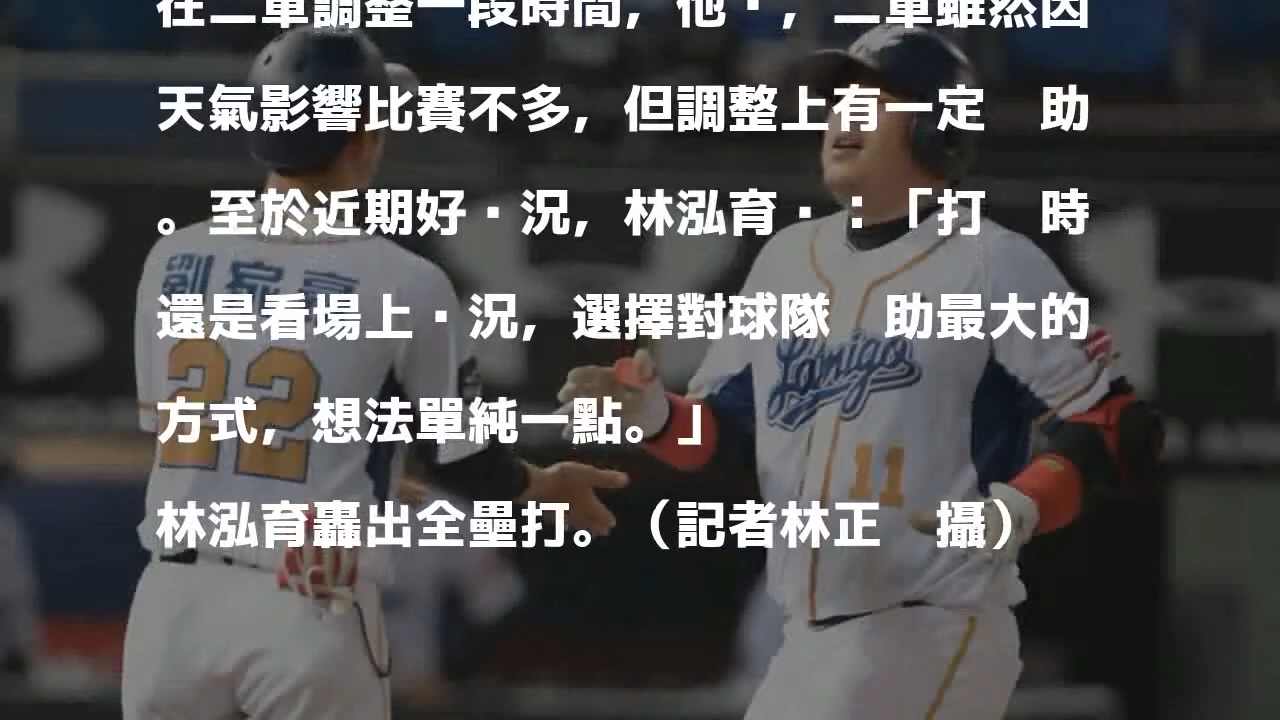 在二軍調整一段時間，他▪，二軍雖然因
天氣影響比賽不多，但調整上有一定　助
。至於近期好▪況，林泓育▪：「打　時
還是看場上▪況，選擇對球隊　助最大的
方式，想法單純一點。」
林泓育轟出全壘打。（記者林正　攝）
劉家豪
22
Lamigo
11